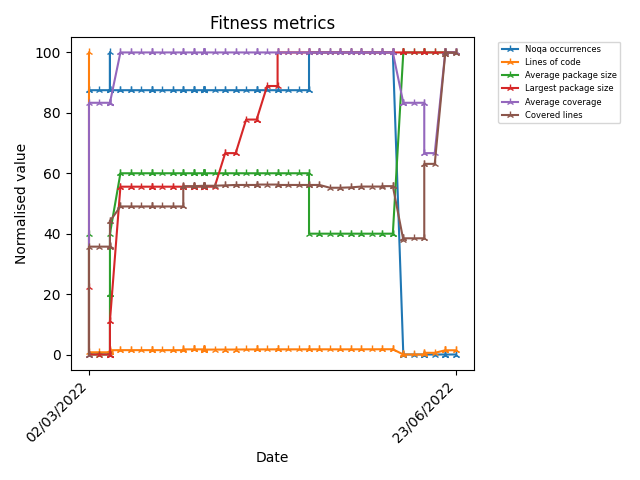 Fitness metrics
Normalised value
100
80
60
40
20
0
02/03/2022
23/06/2022
Date
Noqa occurrences
Lines of code
Average package size
Largest package size
Average coverage
Covered lines